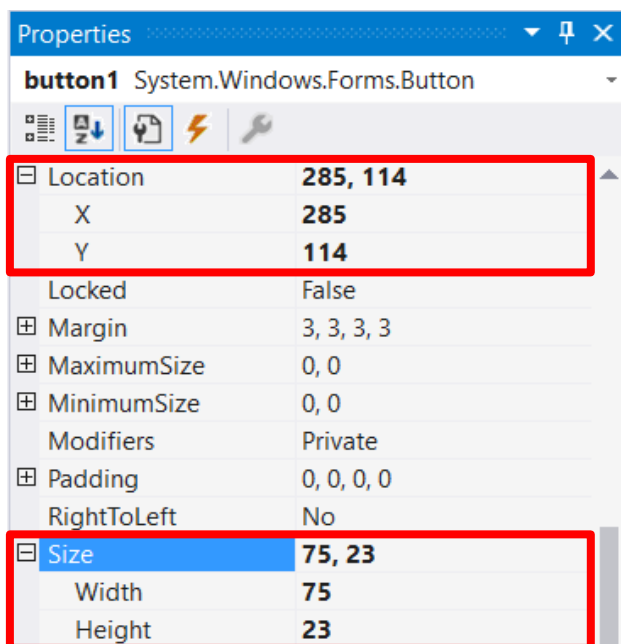 Properties
button1 System.Windows.Forms.Button
Location 285, 114
X 285
Y 114
Locked False
Margin 3, 3, 3, 3
MaximumSize 0, 0
MinimumSize 0, 0
Modifiers Private
Padding 0, 0, 0, 0
RightToLeft No
Size 75, 23
Width 75
Height 23